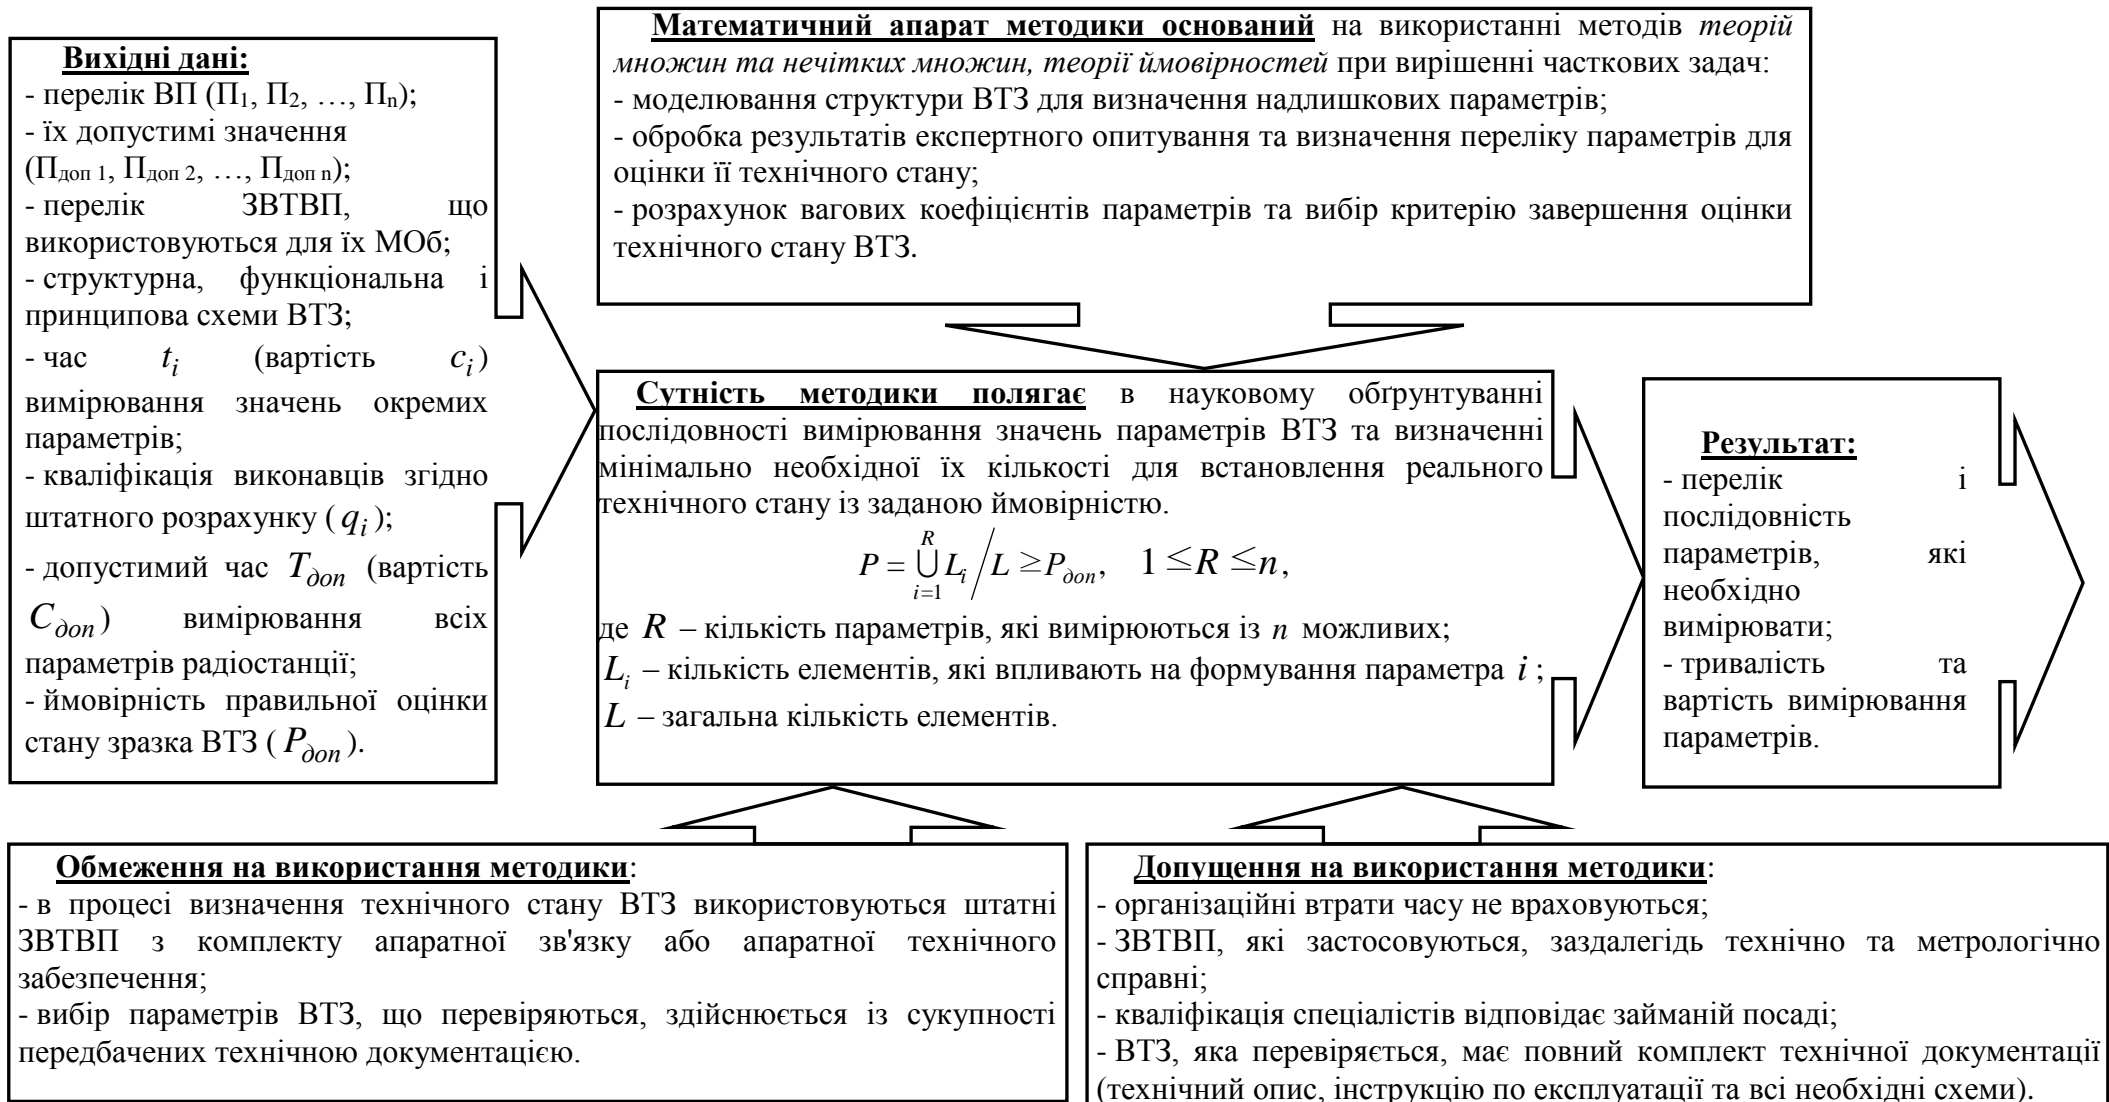 Вихідні дані:
- перелік ВП (П₁, П₂, …, Пₙ);
- їх допустимі значення
(Пдоп 1, Пдоп 2, …, Пдоп n);
- перелік ЗВТВП, що
використовуються для їх МОб;
- структурна, функціональна і
принципова схеми ВТЗ;
- час tᵢ (вартість cᵢ)
вимірювання значень окремих
параметрів;
- кваліфікація виконавців згідно
штатного розрахунку ( qᵢ );
- допустимий час Tдоп (вартість
Cдоп ) вимірювання всіх
параметрів радіостанції;
- ймовірність правильної оцінки
стану зразка ВТЗ ( Pдоп ).
Математичний апарат методики оснований на використанні методів теорій
множин та нечітких множин, теорії ймовірностей при вирішенні часткових задач:
- моделювання структури ВТЗ для визначення надлишкових параметрів;
- обробка результатів експертного опитування та визначення переліку параметрів для
оцінки її технічного стану;
- розрахунок вагових коефіцієнтів параметрів та вибір критерію завершення оцінки
технічного стану ВТЗ.
Сутність методики полягає в науковому обґрунтуванні
послідовності вимірювання значень параметрів ВТЗ та визначенні
мінімально необхідної їх кількості для встановлення реального
технічного стану із заданою ймовірністю.
P = ⋃ᵢ₌₁ᴿ Lᵢ / L ≥ Pдоп, 1 ≤ R ≤ n,
де R – кількість параметрів, які вимірюються із n можливих;
Lᵢ – кількість елементів, які впливають на формування параметра i ;
L – загальна кількість елементів.
Результат:
- перелік і
послідовність
параметрів, які
необхідно
вимірювати;
- тривалість та
вартість вимірювання
параметрів.
Обмеження на використання методики:
- в процесі визначення технічного стану ВТЗ використовуються штатні
ЗВТВП з комплекту апаратної зв'язку або апаратної технічного
забезпечення;
- вибір параметрів ВТЗ, що перевіряються, здійснюється із сукупності
передбачених технічною документацією.
Допущення на використання методики:
- організаційні втрати часу не враховуються;
- ЗВТВП, які застосовуються, заздалегідь технічно та метрологічно
справні;
- кваліфікація спеціалістів відповідає займаній посаді;
- ВТЗ, яка перевіряється, має повний комплект технічної документації
(технічний опис, інструкцію по експлуатації та всі необхідні схеми).